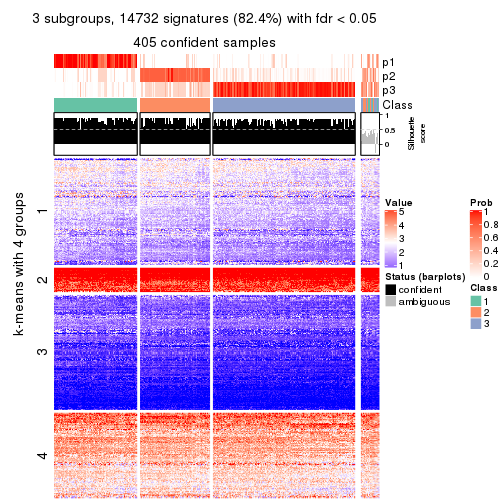 3 subgroups, 14732 signatures (82.4%) with fdr < 0.05
405 confident samples
p1
p2
p3
Class
1
0.5
0
Silhouette
score
k-means with 4 groups
1
2
3
4
Value
5
4
3
2
1
Status (barplots)
confident
ambiguous
Prob
1
0.8
0.6
0.4
0.2
0
Class
1
2
3